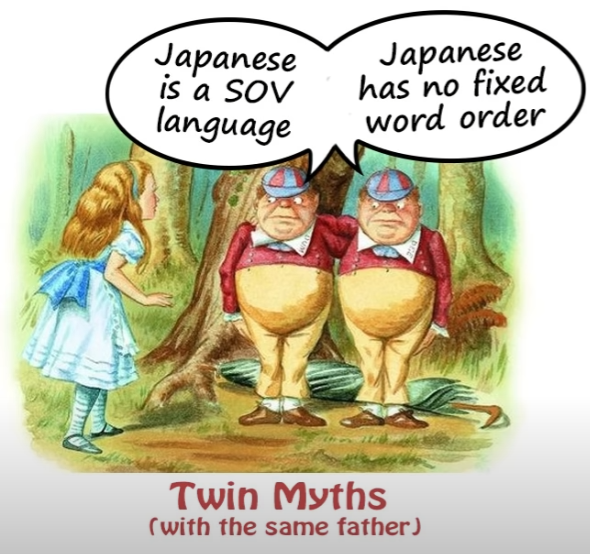 Japanese
is a SOV
language
Japanese
has no fixed
word order
Twin Myths
(with the same father)